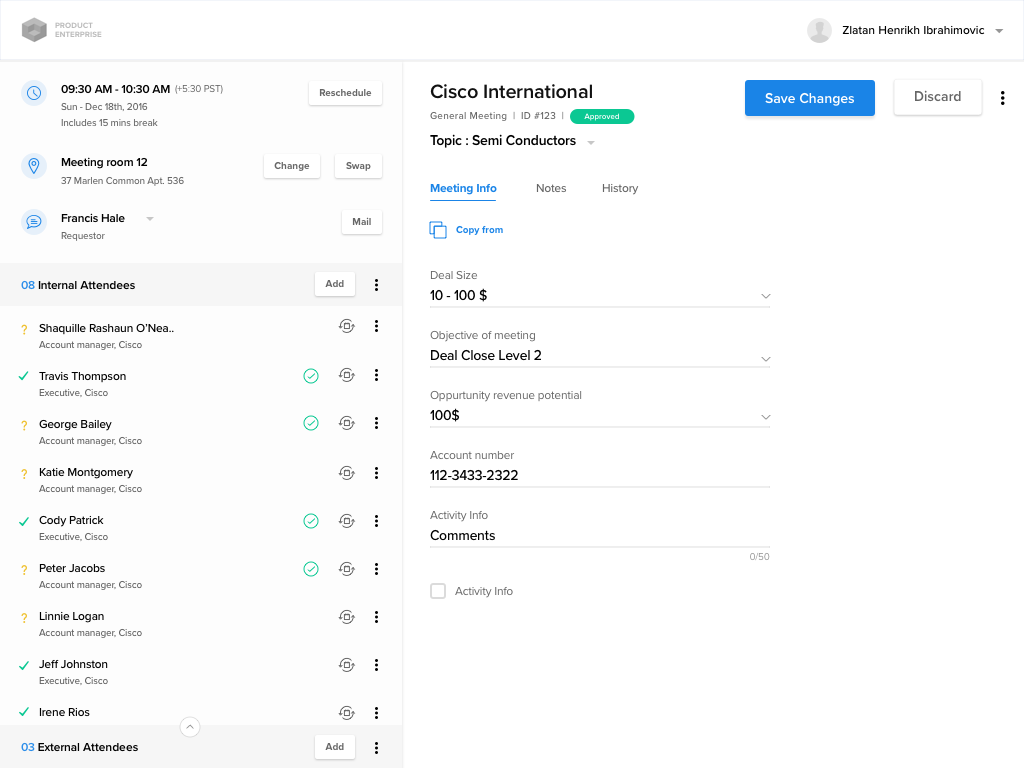 PRODUCT
ENTERPRISE
Zlatan Henrikh Ibrahimovic
09:30 AM - 10:30 AM (+5:30 PST)
Sun - Dec 18th, 2016
Includes 15 mins break
Reschedule
Meeting room 12
37 Marlen Common Apt. 536
Change
Swap
Francis Hale
Requestor
Mail
08 Internal Attendees
Add
? Shaquille Rashaun O'Nea..
Account manager, Cisco
Travis Thompson
Executive, Cisco
? George Bailey
Account manager, Cisco
? Katie Montgomery
Account manager, Cisco
Cody Patrick
Executive, Cisco
? Peter Jacobs
Account manager, Cisco
? Linnie Logan
Account manager, Cisco
Jeff Johnston
Executive, Cisco
Irene Rios
03 External Attendees
Add
Cisco International
General Meeting | ID #123 | Approved
Topic : Semi Conductors
Save Changes
Discard
Meeting Info
Notes
History
Copy from
Deal Size
10 - 100 $
Objective of meeting
Deal Close Level 2
Oppurtunity revenue potential
100$
Account number
112-3433-2322
Activity Info
Comments
0/50
Activity Info